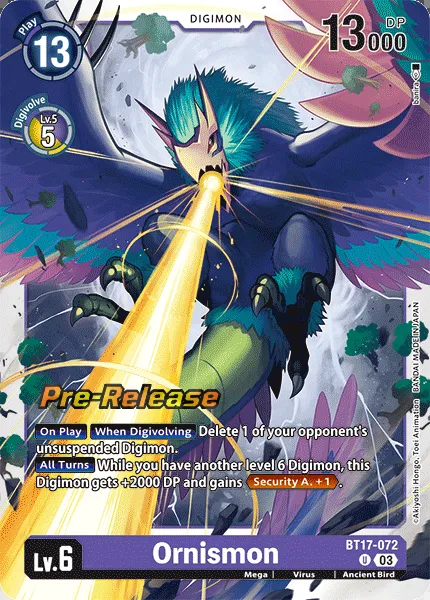 Play
13
DIGIMON
DP
13000
banira
Digivolve
Lv.5
5
Pre-Release
On Play When Digivolving Delete 1 of your opponent's
unsuspended Digimon.
All Turns While you have another level 6 Digimon, this
Digimon gets +2000 DP and gains Security A. +1 .
©Akiyoshi Hongo, Toei Animation BANDAI MADE IN JAPAN
Lv.6
Ornismon
BT17-072
U 03
Mega | Virus | Ancient Bird